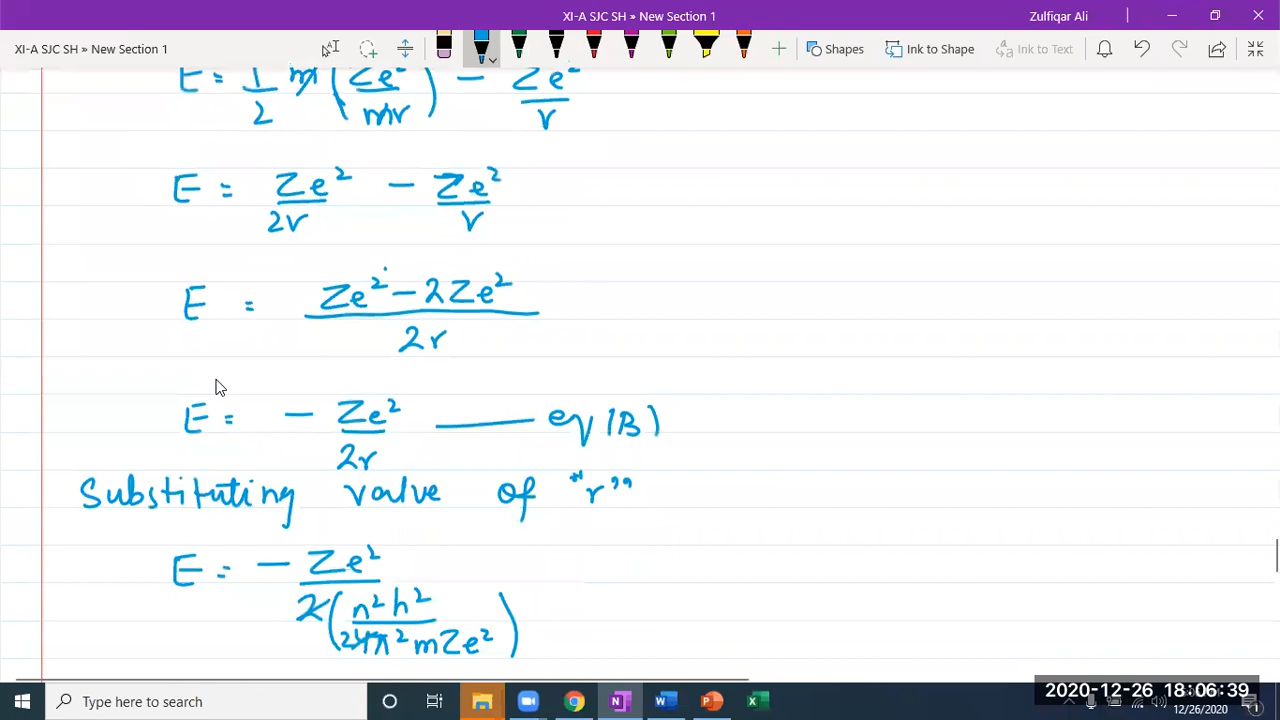 XI-A SJC SH » New Section 1
Zulfiqar Ali
XI-A SJC SH » New Section 1
Shapes
Ink to Shape
Ink to Text
E = 1/2 m (Ze²/mr) − Ze²/r
E = Ze²/2r − Ze²/r
E = Ze² − 2Ze² / 2r
E = − Ze²/2r —— eq (B)
Substituting value of "r"
E = − Ze² / 2(n²h²/4π²mZe²)
Type here to search
2020-12-26 18:06:39
12/26/2020